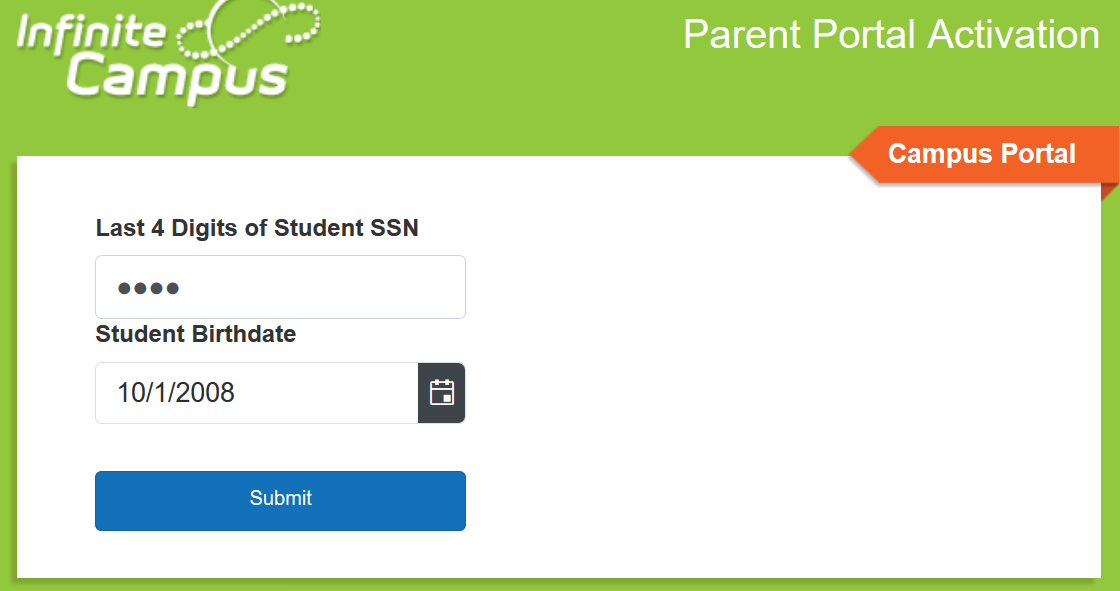 Infinite
Campus
Parent Portal Activation
Campus Portal
Last 4 Digits of Student SSN
●●●●
Student Birthdate
10/1/2008
Submit